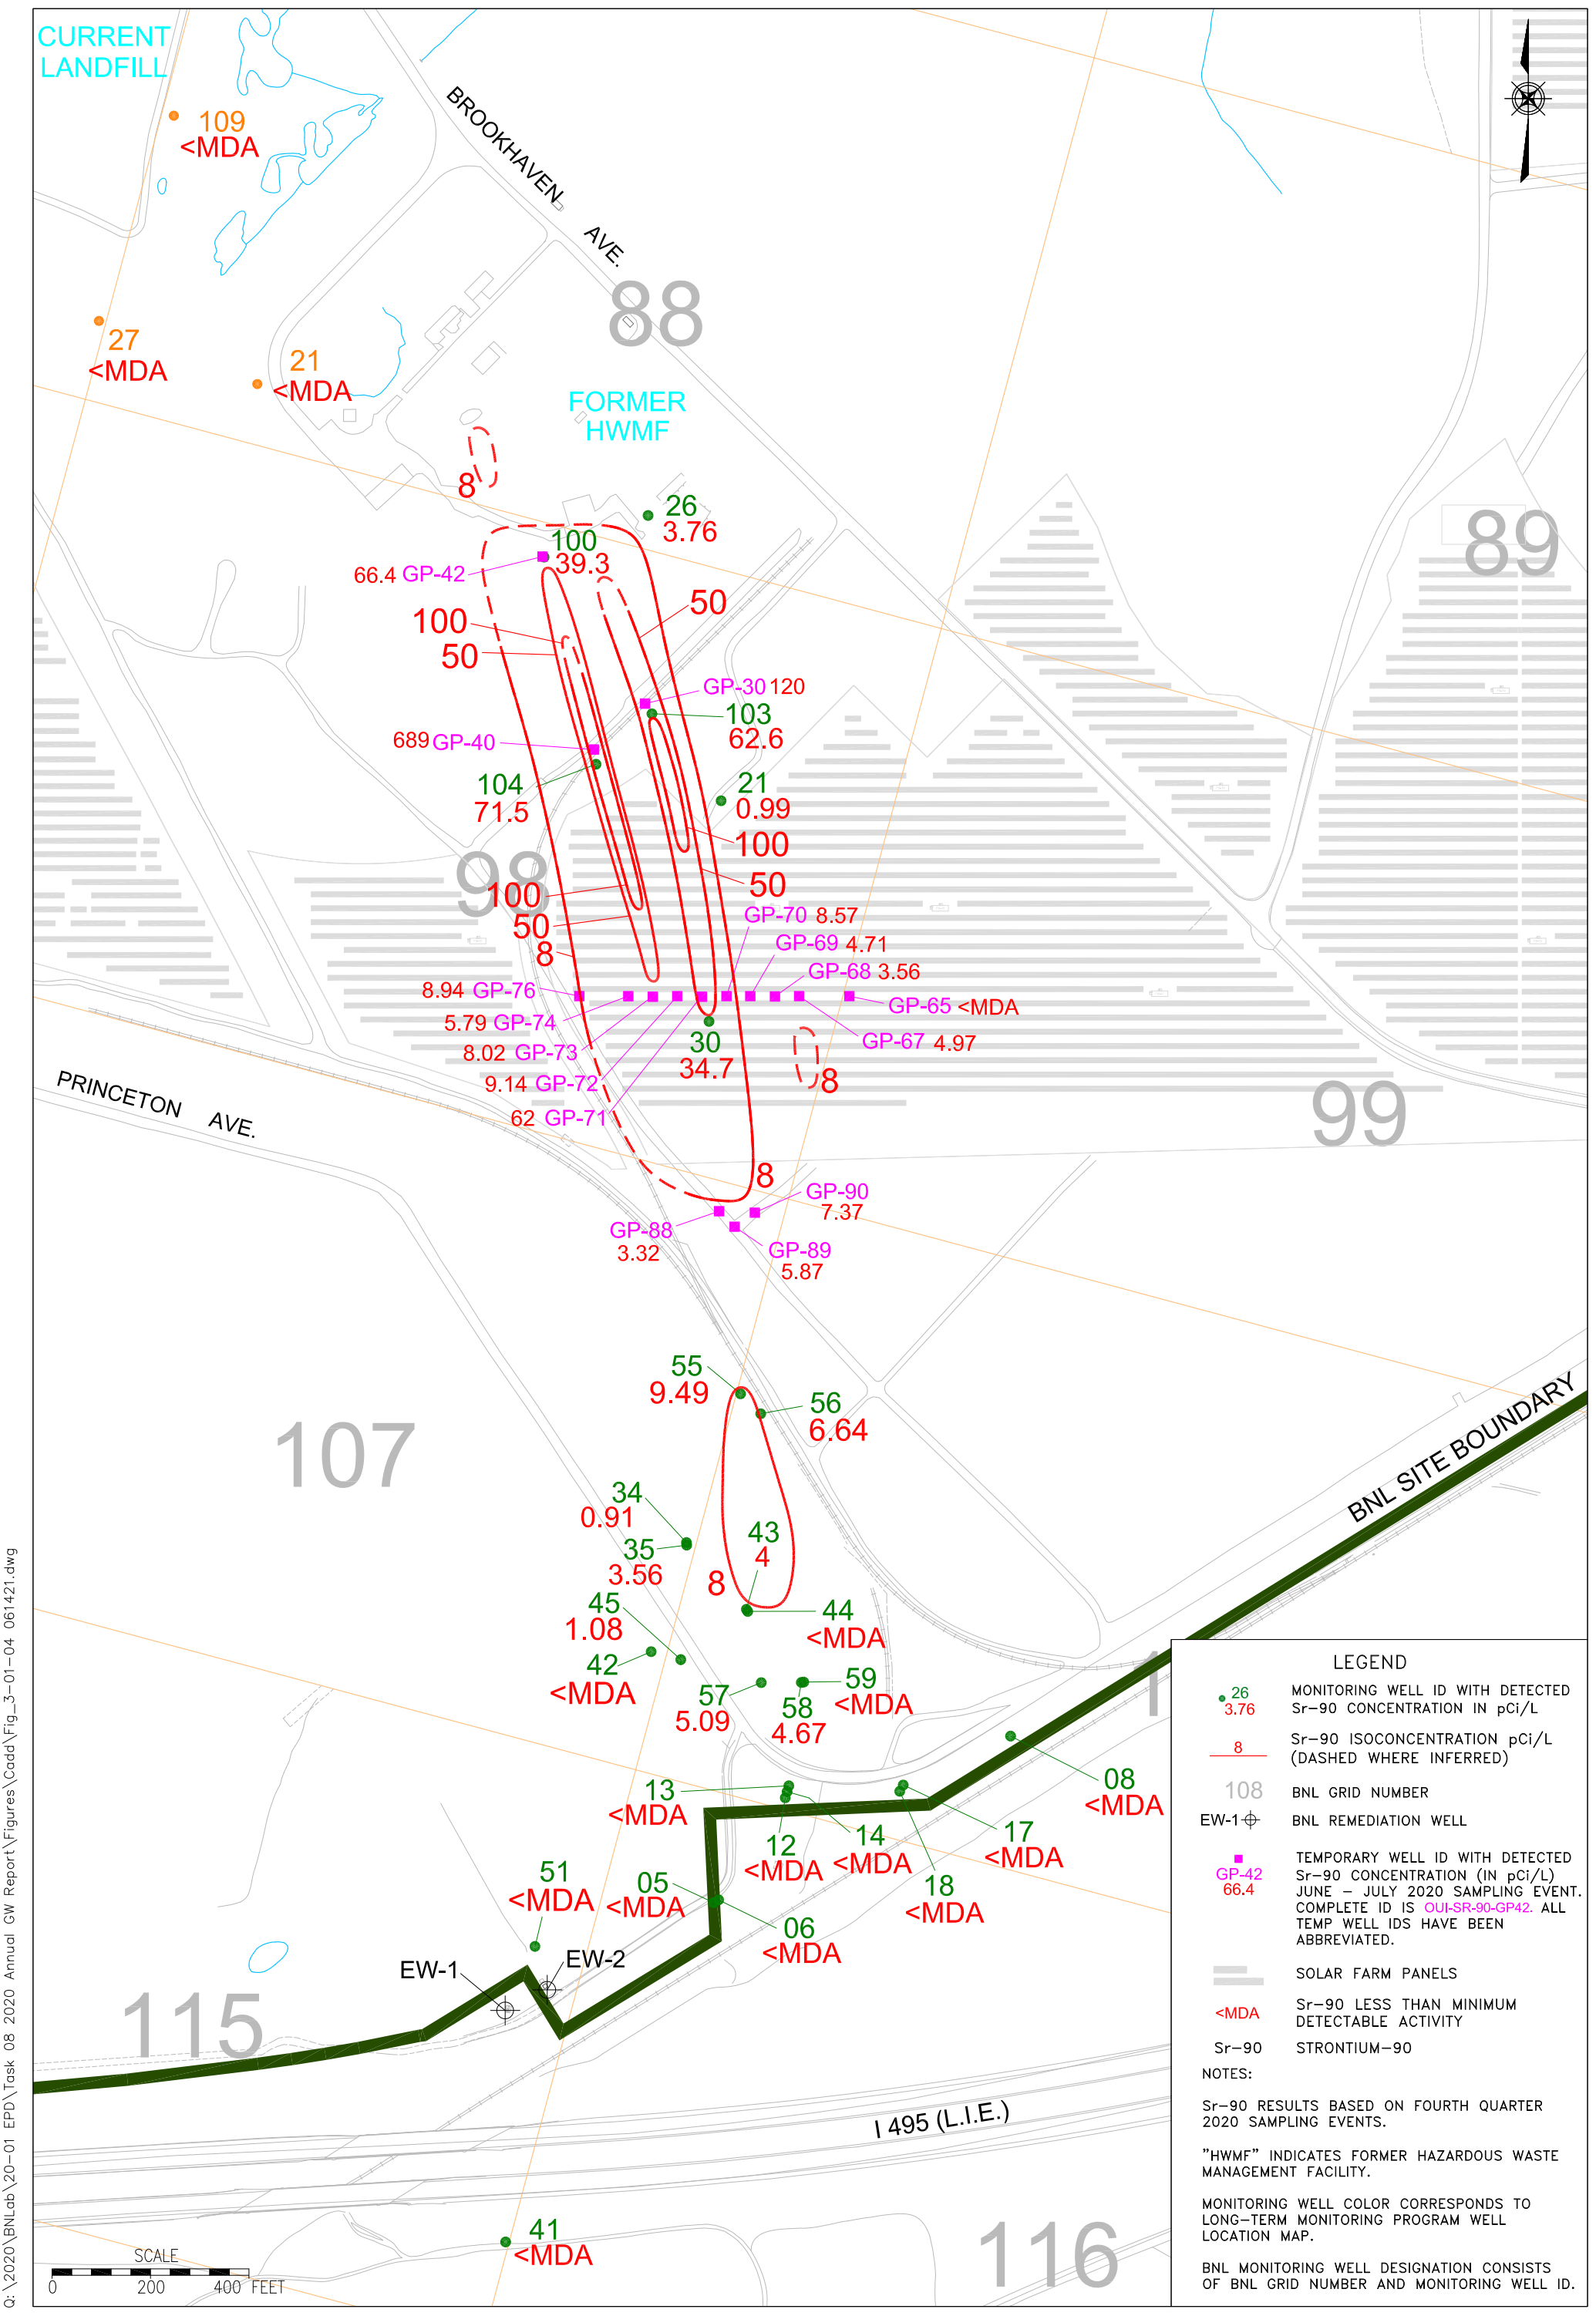 CURRENT
LANDFILL
109
<MDA
BROOKHAVEN AVE.
88
27
<MDA
21
<MDA
FORMER
HWMF
8
26
3.76
89
100
39.3
66.4 GP-42
50
100
50
GP-30 120
103
62.6
689 GP-40
104
71.5
21
0.99
100
98
100
50
50
8
GP-70 8.57
GP-69 4.71
GP-68 3.56
8.94 GP-76
GP-65 <MDA
5.79 GP-74
GP-67 4.97
8.02 GP-73
30
34.7
9.14 GP-72
8
62 GP-71
PRINCETON AVE.
99
8
GP-90
7.37
GP-88
3.32
GP-89
5.87
55
9.49
56
6.64
BNL SITE BOUNDARY
107
34
0.91
43
4
35
3.56
8
45
1.08
44
<MDA
42
<MDA
57
5.09
58
4.67
59
<MDA
1
13
<MDA
08
<MDA
12
<MDA
14
<MDA
17
<MDA
51
<MDA
05
<MDA
18
<MDA
06
<MDA
EW-1
EW-2
115
I 495 (L.I.E.)
41
<MDA
116
SCALE
0 200 400 FEET
LEGEND
26
3.76
MONITORING WELL ID WITH DETECTED
Sr-90 CONCENTRATION IN pCi/L
8
Sr-90 ISOCONCENTRATION pCi/L
(DASHED WHERE INFERRED)
108 BNL GRID NUMBER
EW-1 BNL REMEDIATION WELL
GP-42
66.4
TEMPORARY WELL ID WITH DETECTED
Sr-90 CONCENTRATION (IN pCi/L)
JUNE - JULY 2020 SAMPLING EVENT.
COMPLETE ID IS OUI-SR-90-GP42. ALL
TEMP WELL IDS HAVE BEEN
ABBREVIATED.
SOLAR FARM PANELS
<MDA
Sr-90 LESS THAN MINIMUM
DETECTABLE ACTIVITY
Sr-90 STRONTIUM-90
NOTES:
Sr-90 RESULTS BASED ON FOURTH QUARTER
2020 SAMPLING EVENTS.
"HWMF" INDICATES FORMER HAZARDOUS WASTE
MANAGEMENT FACILITY.
MONITORING WELL COLOR CORRESPONDS TO
LONG-TERM MONITORING PROGRAM WELL
LOCATION MAP.
BNL MONITORING WELL DESIGNATION CONSISTS
OF BNL GRID NUMBER AND MONITORING WELL ID.
Q:\2020\BNLab\20-01 EPD\Task 08 2020 Annual GW Report\Figures\Cadd\Fig_3-01-04 061421.dwg